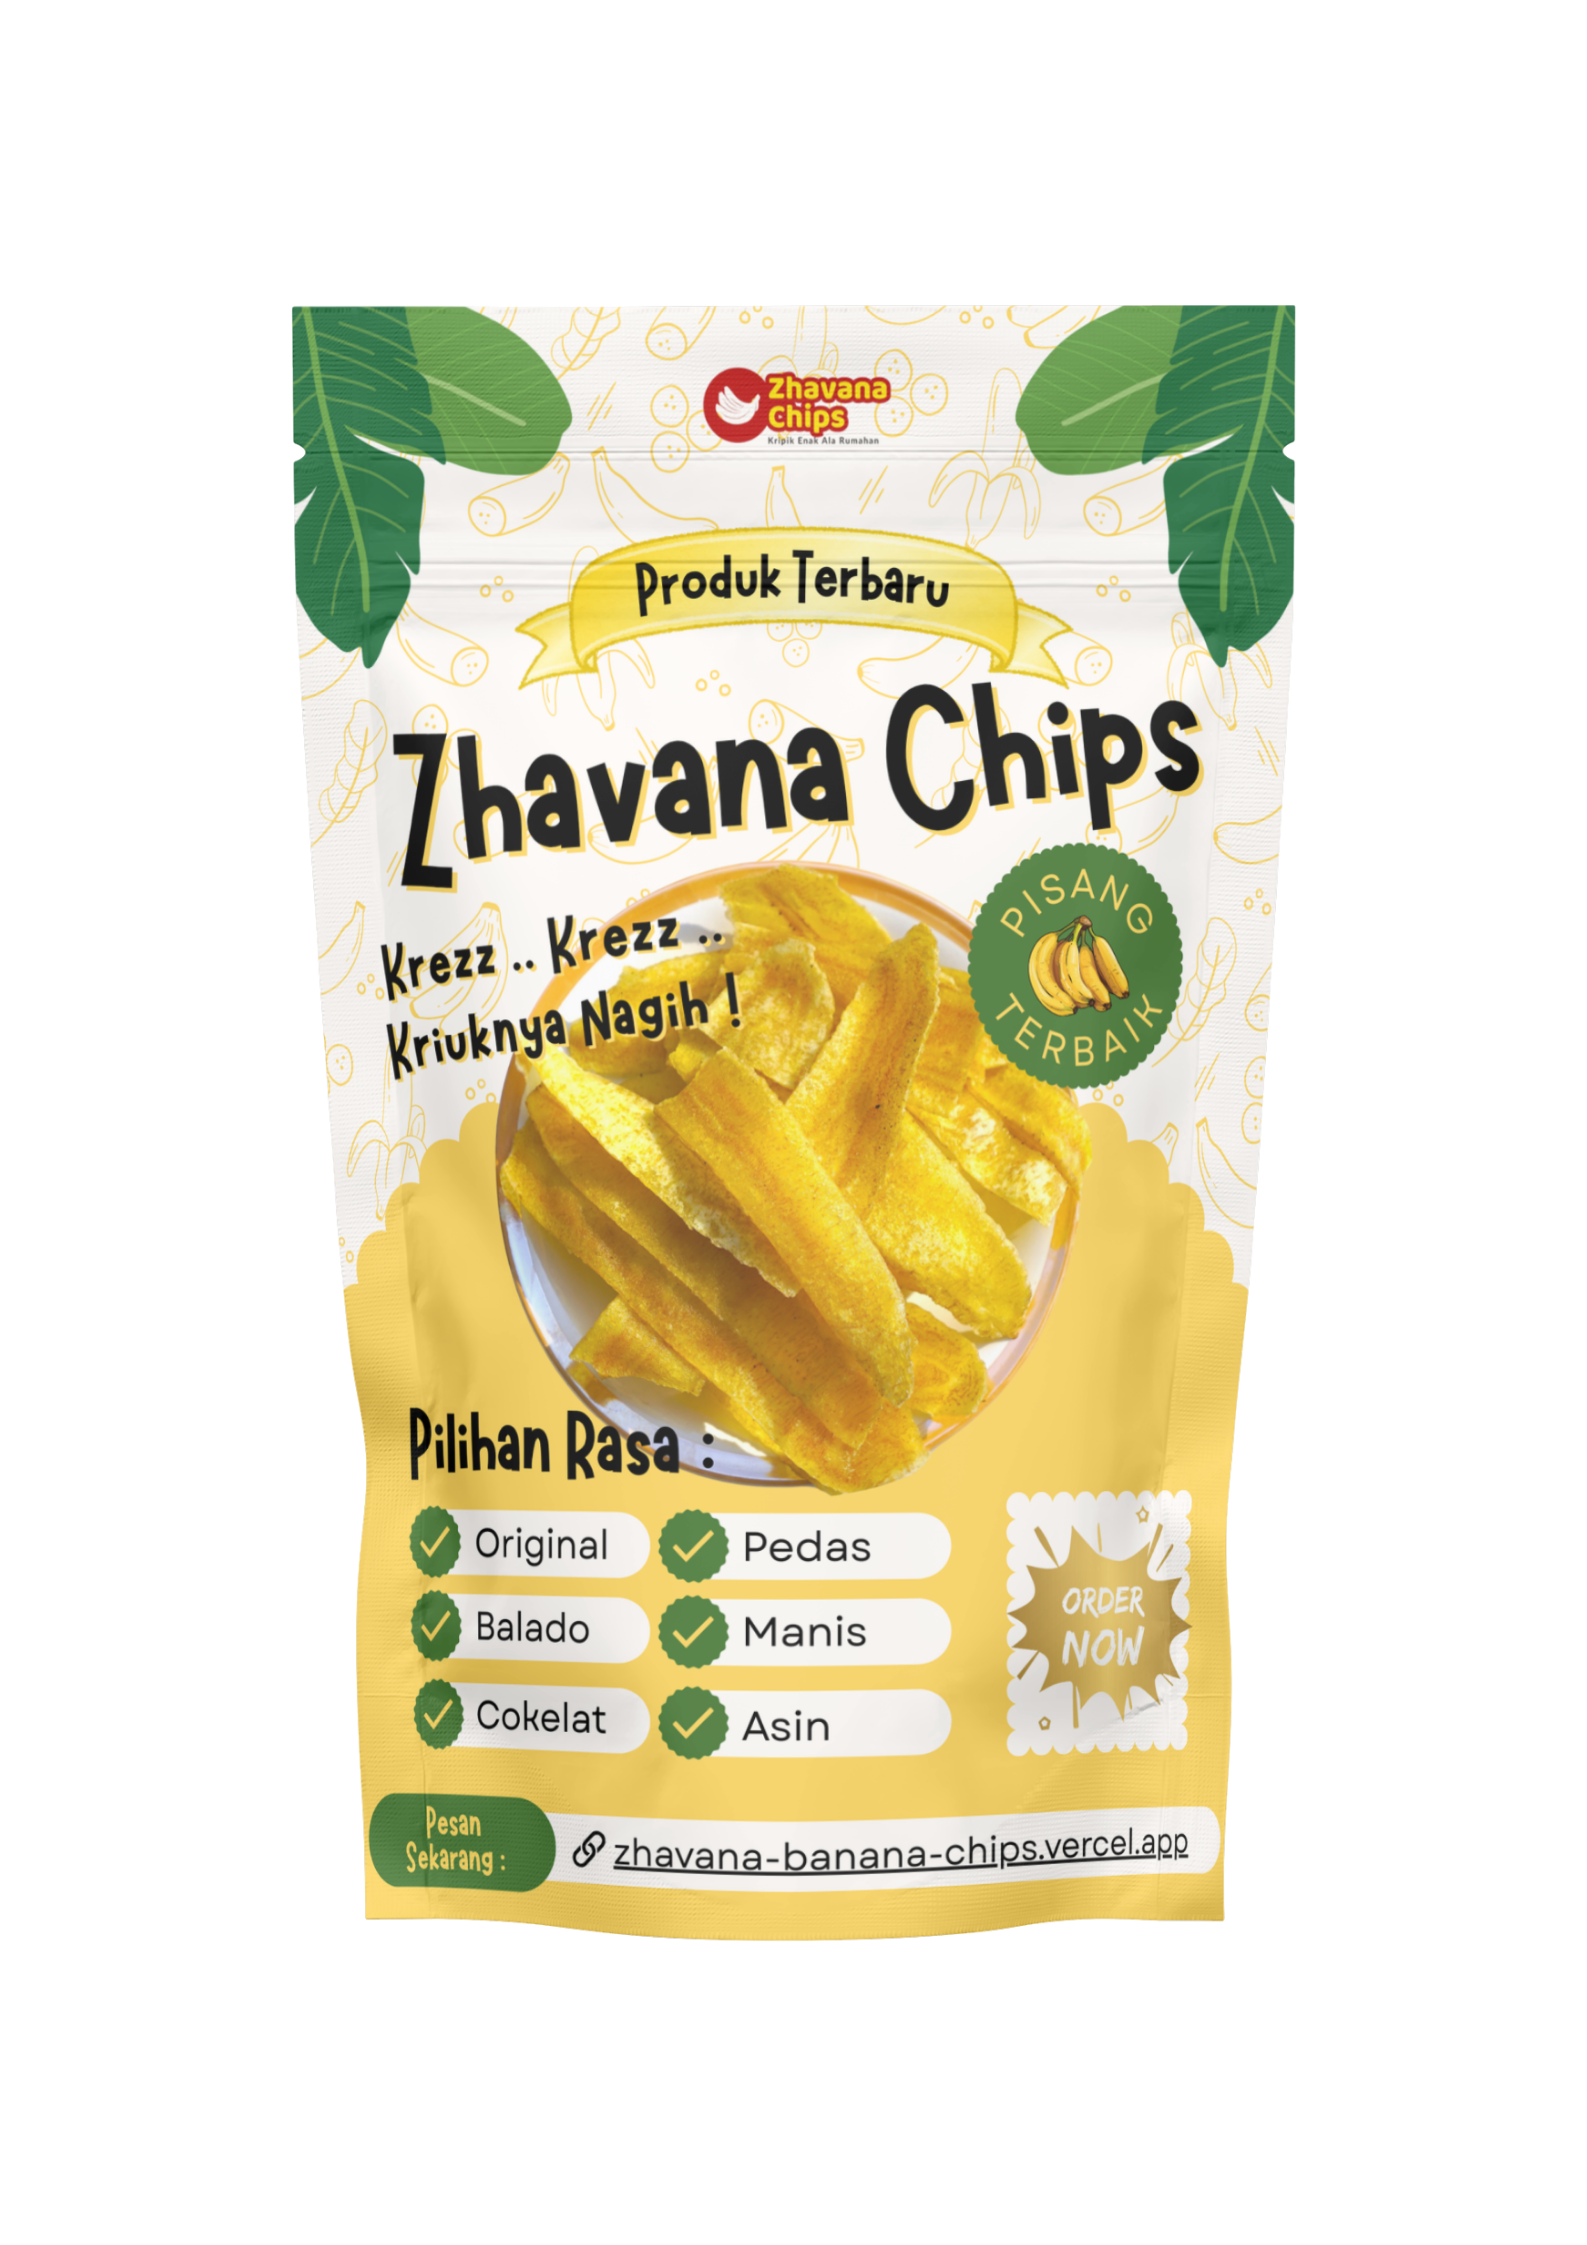 Zhavana
Chips
Kripik Enak Ala Rumahan
Produk Terbaru
Zhavana Chips
Krezz .. Krezz ..
Kriuknya Nagih !
PISANG
TERBAIK
Pilihan Rasa :
Original
Pedas
Balado
Manis
Cokelat
Asin
ORDER
NOW
Pesan
Sekarang :
zhavana-banana-chips.vercel.app